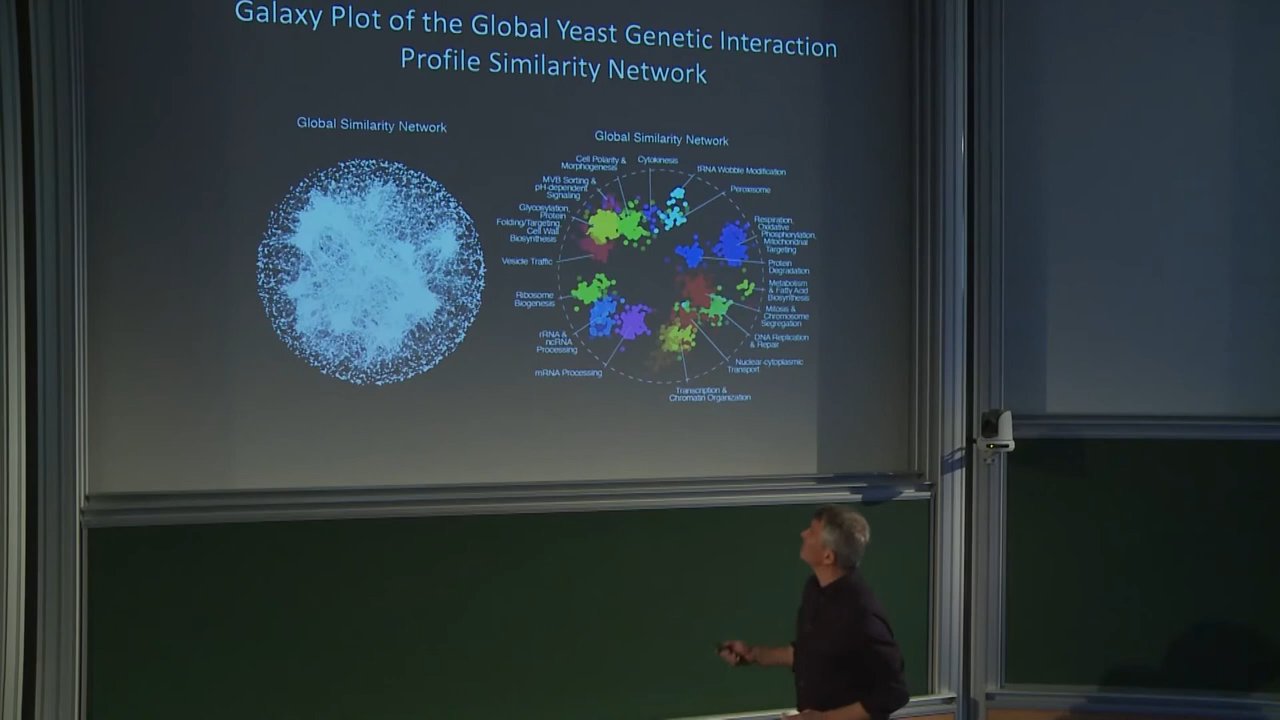 Galaxy Plot of the Global Yeast Genetic Interaction
Profile Similarity Network
Global Similarity Network
Global Similarity Network
Cell Polarity &
Morphogenesis
Cytokinesis
tRNA Wobble Modification
Peroxisome
MVB Sorting &
pH-dependent
Signaling
Glycosylation,
Protein
Folding/Targeting
Cell Wall
Biosynthesis
Vesicle Traffic
Ribosome
Biogenesis
rRNA &
ncRNA
Processing
mRNA Processing
Respiration,
Oxidative
Phosphorylation,
Mitochondrial
Targeting
Protein
Degradation
Metabolism
& Fatty Acid
Biosynthesis
Mitosis &
Chromosome
Segregation
DNA Replication
& Repair
Nuclear-cytoplasmic
Transport
Transcription &
Chromatin Organization